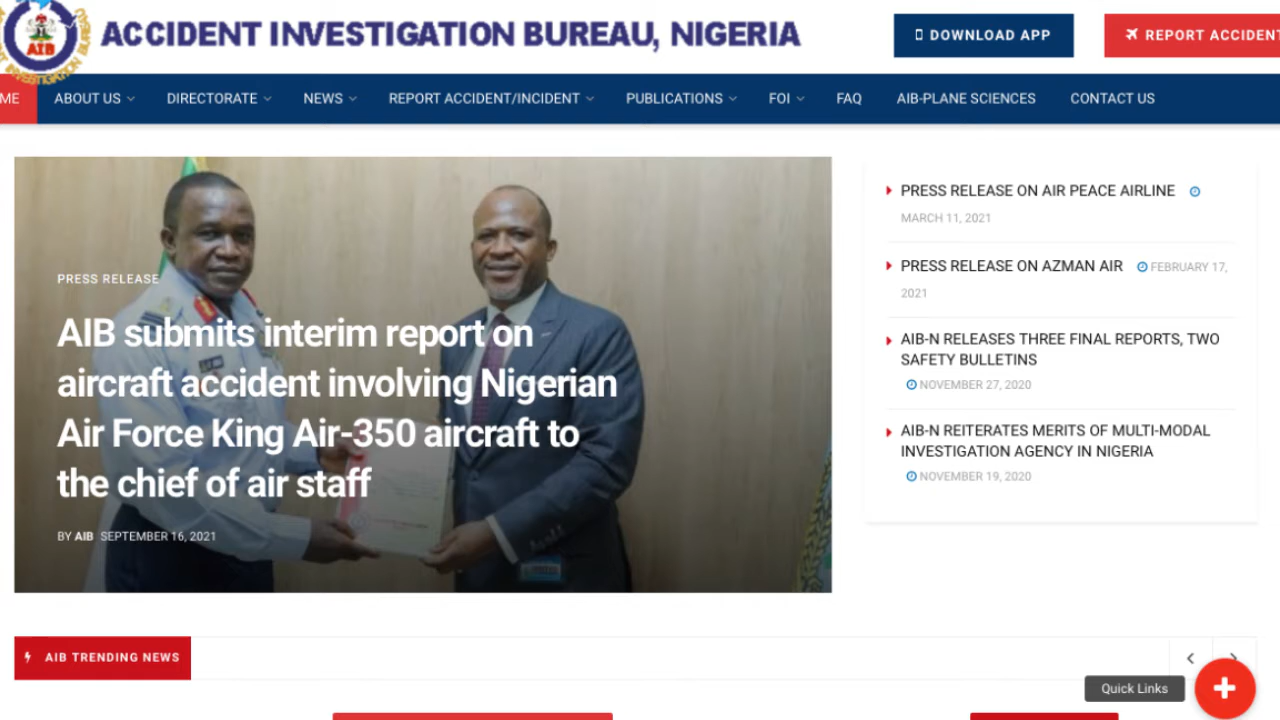 AIB
ACCIDENT INVESTIGATION BUREAU, NIGERIA
DOWNLOAD APP
REPORT ACCIDENT
ME
ABOUT US
DIRECTORATE
NEWS
REPORT ACCIDENT/INCIDENT
PUBLICATIONS
FOI
FAQ
AIB-PLANE SCIENCES
CONTACT US
PRESS RELEASE
AIB submits interim report on
aircraft accident involving Nigerian
Air Force King Air-350 aircraft to
the chief of air staff
BY AIB SEPTEMBER 16, 2021
PRESS RELEASE ON AIR PEACE AIRLINE
MARCH 11, 2021
PRESS RELEASE ON AZMAN AIR FEBRUARY 17,
2021
AIB-N RELEASES THREE FINAL REPORTS, TWO
SAFETY BULLETINS
NOVEMBER 27, 2020
AIB-N REITERATES MERITS OF MULTI-MODAL
INVESTIGATION AGENCY IN NIGERIA
NOVEMBER 19, 2020
AIB TRENDING NEWS
Quick Links